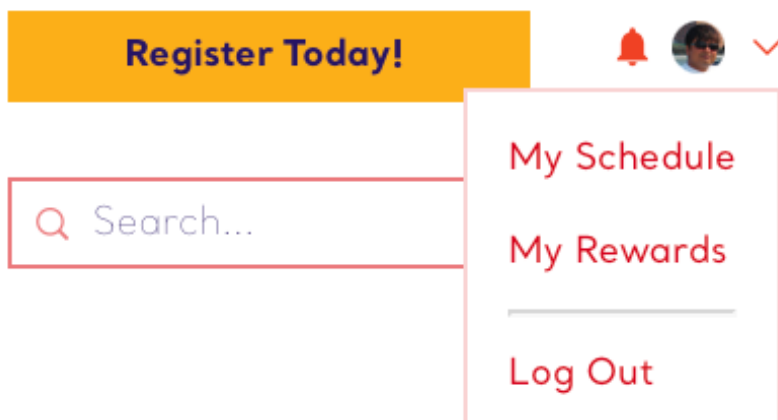 Register Today!
Search...
My Schedule
My Rewards
Log Out